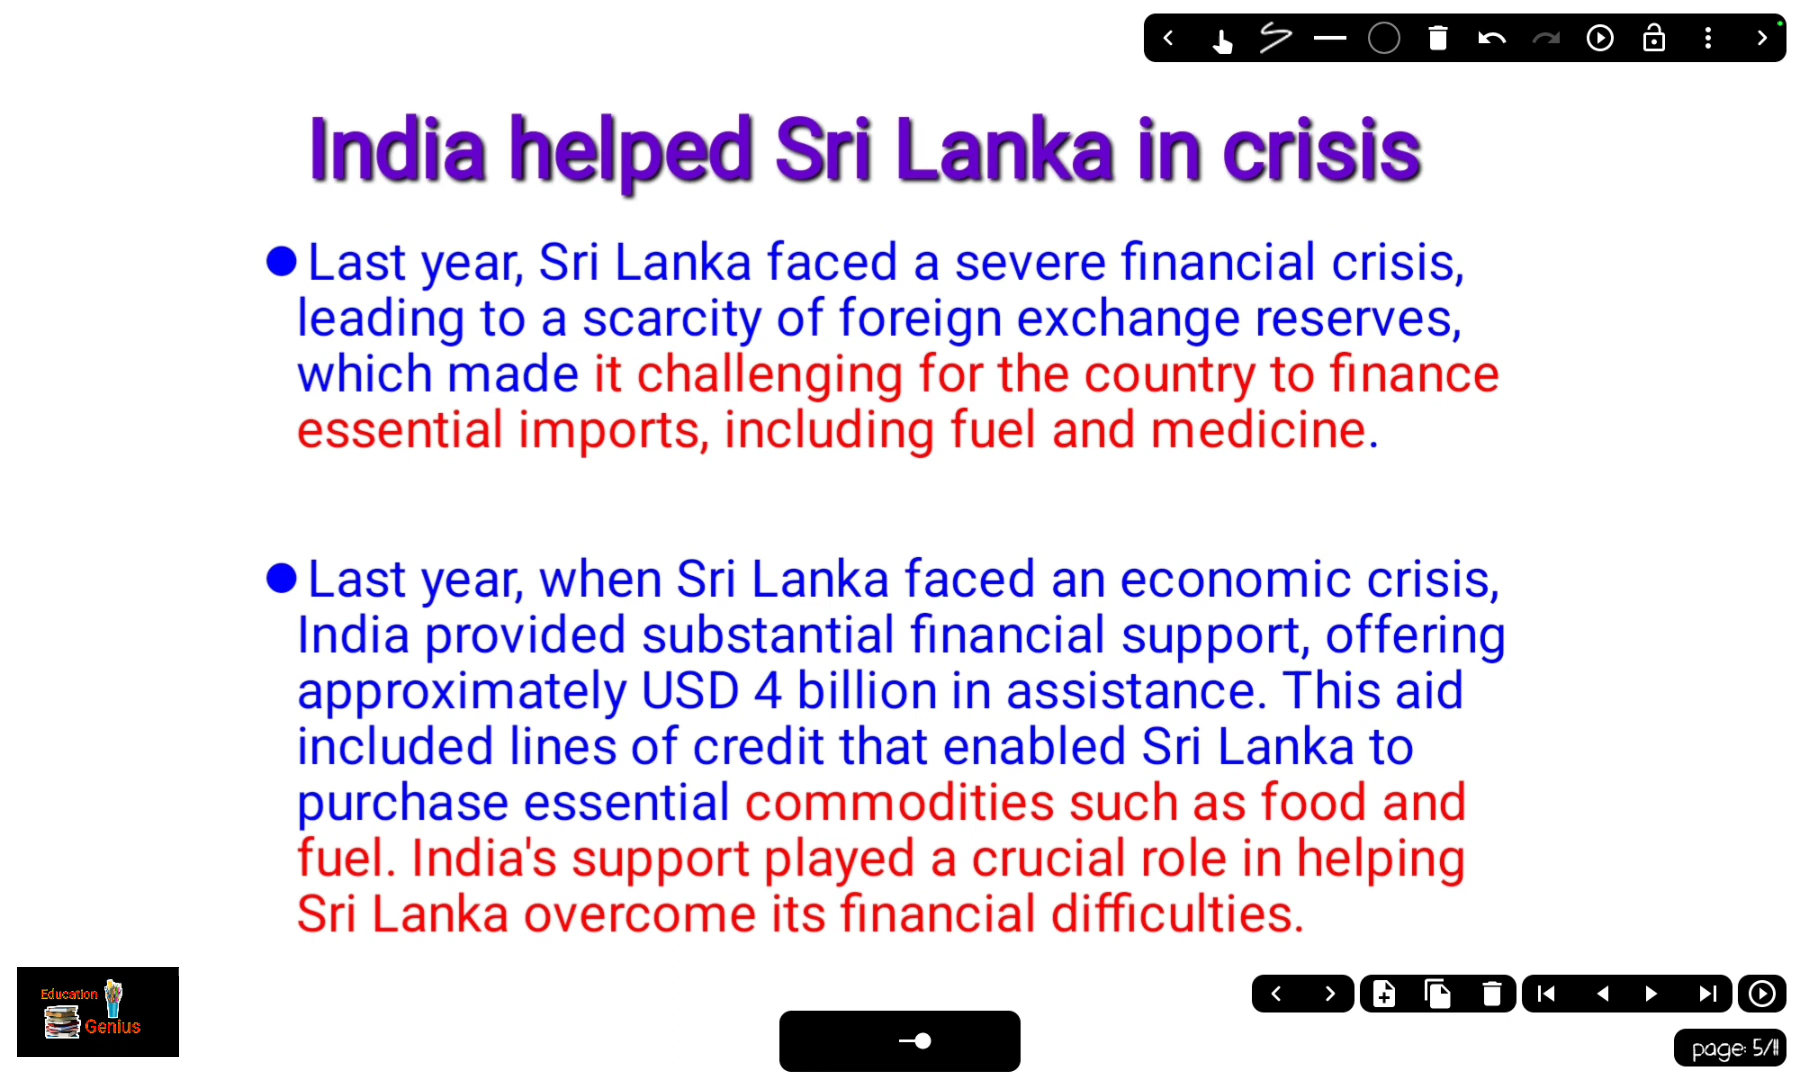 India helped Sri Lanka in crisis
Last year, Sri Lanka faced a severe financial crisis,
leading to a scarcity of foreign exchange reserves,
which made it challenging for the country to finance
essential imports, including fuel and medicine.
Last year, when Sri Lanka faced an economic crisis,
India provided substantial financial support, offering
approximately USD 4 billion in assistance. This aid
included lines of credit that enabled Sri Lanka to
purchase essential commodities such as food and
fuel. India's support played a crucial role in helping
Sri Lanka overcome its financial difficulties.
Education
Genius
page: 5/11